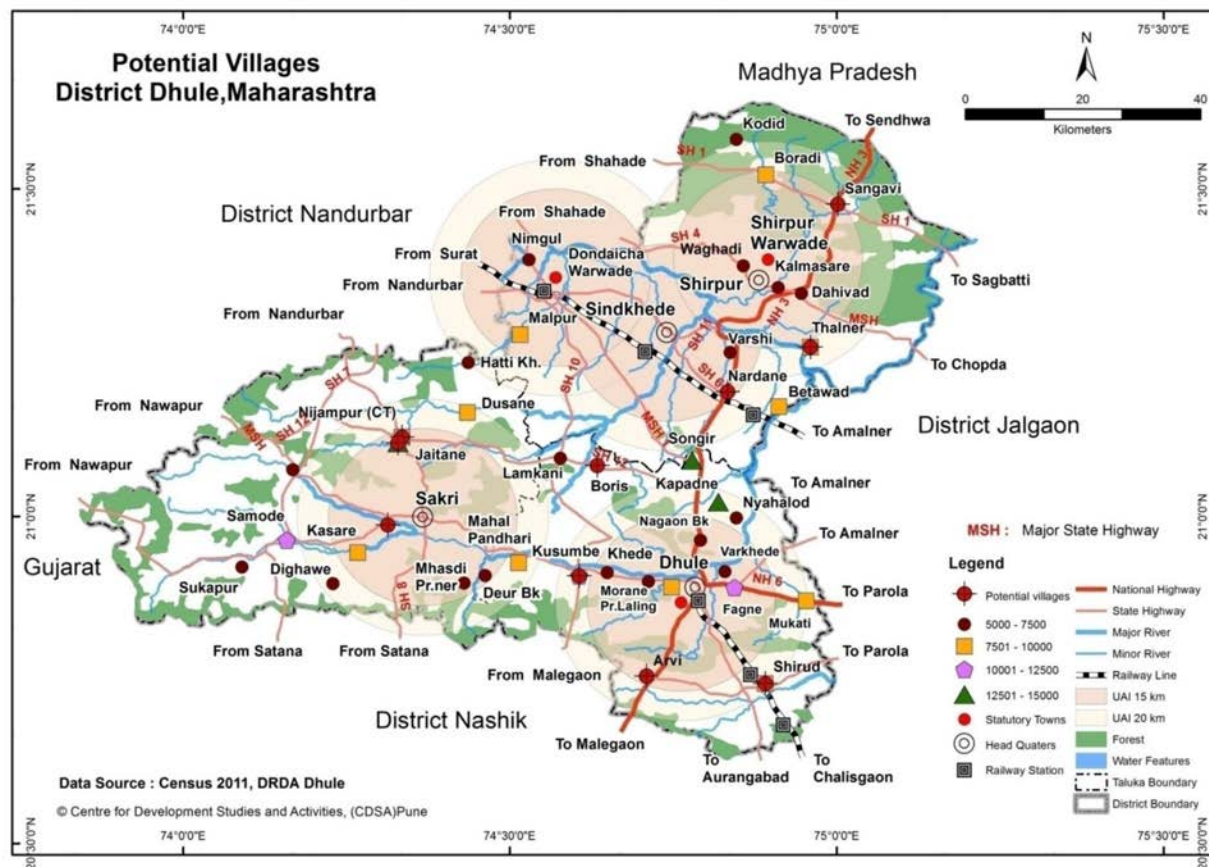 74°0'0"E
74°30'0"E
75°0'0"E
75°30'0"E
Potential Villages
District Dhule,Maharashtra
Madhya Pradesh
N
0 20 40
Kilometers
To Sendhwa
Kodid
From Shahade
SH 1
Boradi
NH 3
21°30'0"N
21°30'0"N
Sangavi
District Nandurbar
From Shahade
SH 1
Shirpur
Warwade
SH 4
Nimgul
Waghadi
From Surat
Dondaicha
Warwade
Kalmasare
To Sagbatti
From Nandurbar
Shirpur
Dahivad
Sindkhede
NH 3
MSH
From Nandurbar
Malpur
SH 11
Thalner
Varshi
To Chopda
Hatti Kh.
SH 7
SH 10
SH 6
Nardane
Betawad
From Nawapur
Dusane
District Jalgaon
Nijampur (CT)
MSH
SH 12
MSH
To Amalner
Songir
Jaitane
SH 12
From Nawapur
Lamkani
Boris
Kapadne
To Amalner
Sakri
Nyahalod
21°0'0"N
21°0'0"N
Samode
Kasare
Mahal
Pandhari
Nagaon Bk
To Amalner
MSH : Major State Highway
Gujarat
Kusumbe
Khede
Dhule
Varkhede
Legend
Sukapur
Dighawe
Mhasdi
Pr.ner
Deur Bk
Morane
Pr.Laling
NH 6
To Parola
SH 8
Fagne
Mukati
Potential villages
5000 - 7500
7501 - 10000
10001 - 12500
12501 - 15000
Statutory Towns
Head Quaters
Railway Station
National Highway
State Highway
Major River
Minor River
Railway Line
UAI 15 km
UAI 20 km
Forest
Water Features
Taluka Boundary
District Boundary
From Satana
From Satana
From Malegaon
Arvi
Shirud
To Parola
District Nashik
To Malegaon
To
Aurangabad
To
Chalisgaon
Data Source : Census 2011, DRDA Dhule
© Centre for Development Studies and Activities, (CDSA)Pune
20°30'0"N
20°30'0"N
74°0'0"E
74°30'0"E
75°0'0"E
75°30'0"E